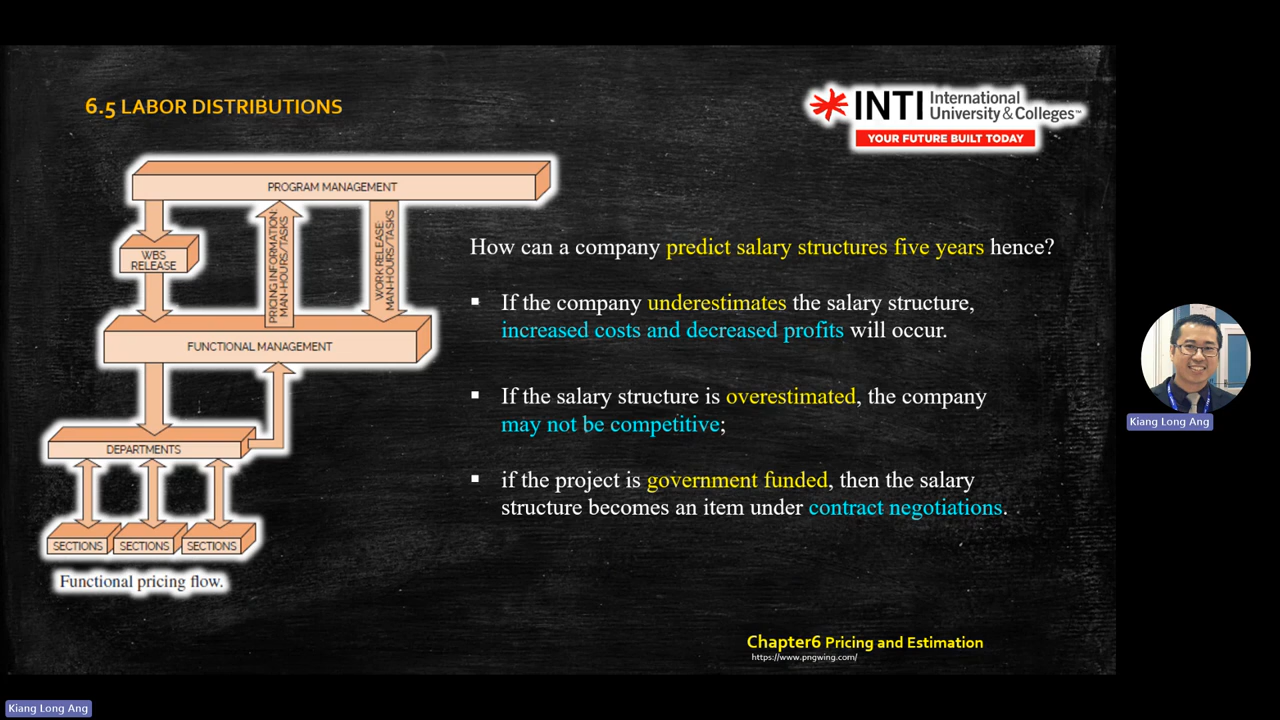 6.5 LABOR DISTRIBUTIONS
INTI International
University & Colleges™
YOUR FUTURE BUILT TODAY
PROGRAM MANAGEMENT
WBS
RELEASE
PRICING INFORMATION:
MAN-HOURS/TASKS
WORK RELEASE:
MAN-HOURS/TASKS
FUNCTIONAL MANAGEMENT
DEPARTMENTS
SECTIONS
SECTIONS
SECTIONS
Functional pricing flow.
How can a company predict salary structures five years hence?
▪ If the company underestimates the salary structure,
increased costs and decreased profits will occur.
▪ If the salary structure is overestimated, the company
may not be competitive;
▪ if the project is government funded, then the salary
structure becomes an item under contract negotiations.
Chapter6 Pricing and Estimation
https://www.pngwing.com/
Kiang Long Ang
Kiang Long Ang